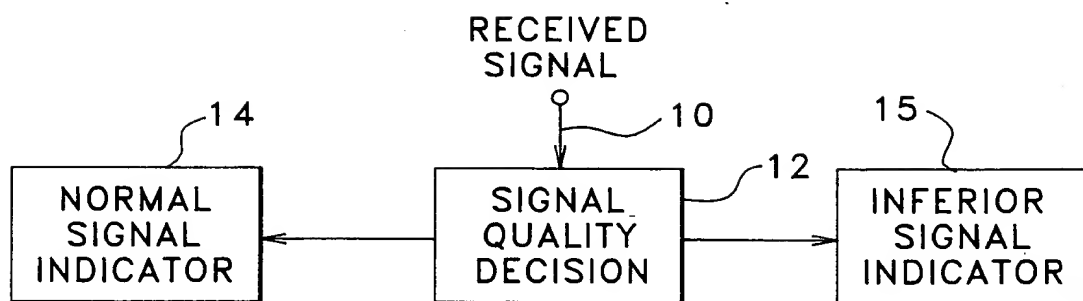 RECEIVED
SIGNAL
14
10
15
12
NORMAL
SIGNAL
INDICATOR
SIGNAL
QUALITY
DECISION
INFERIOR
SIGNAL
INDICATOR